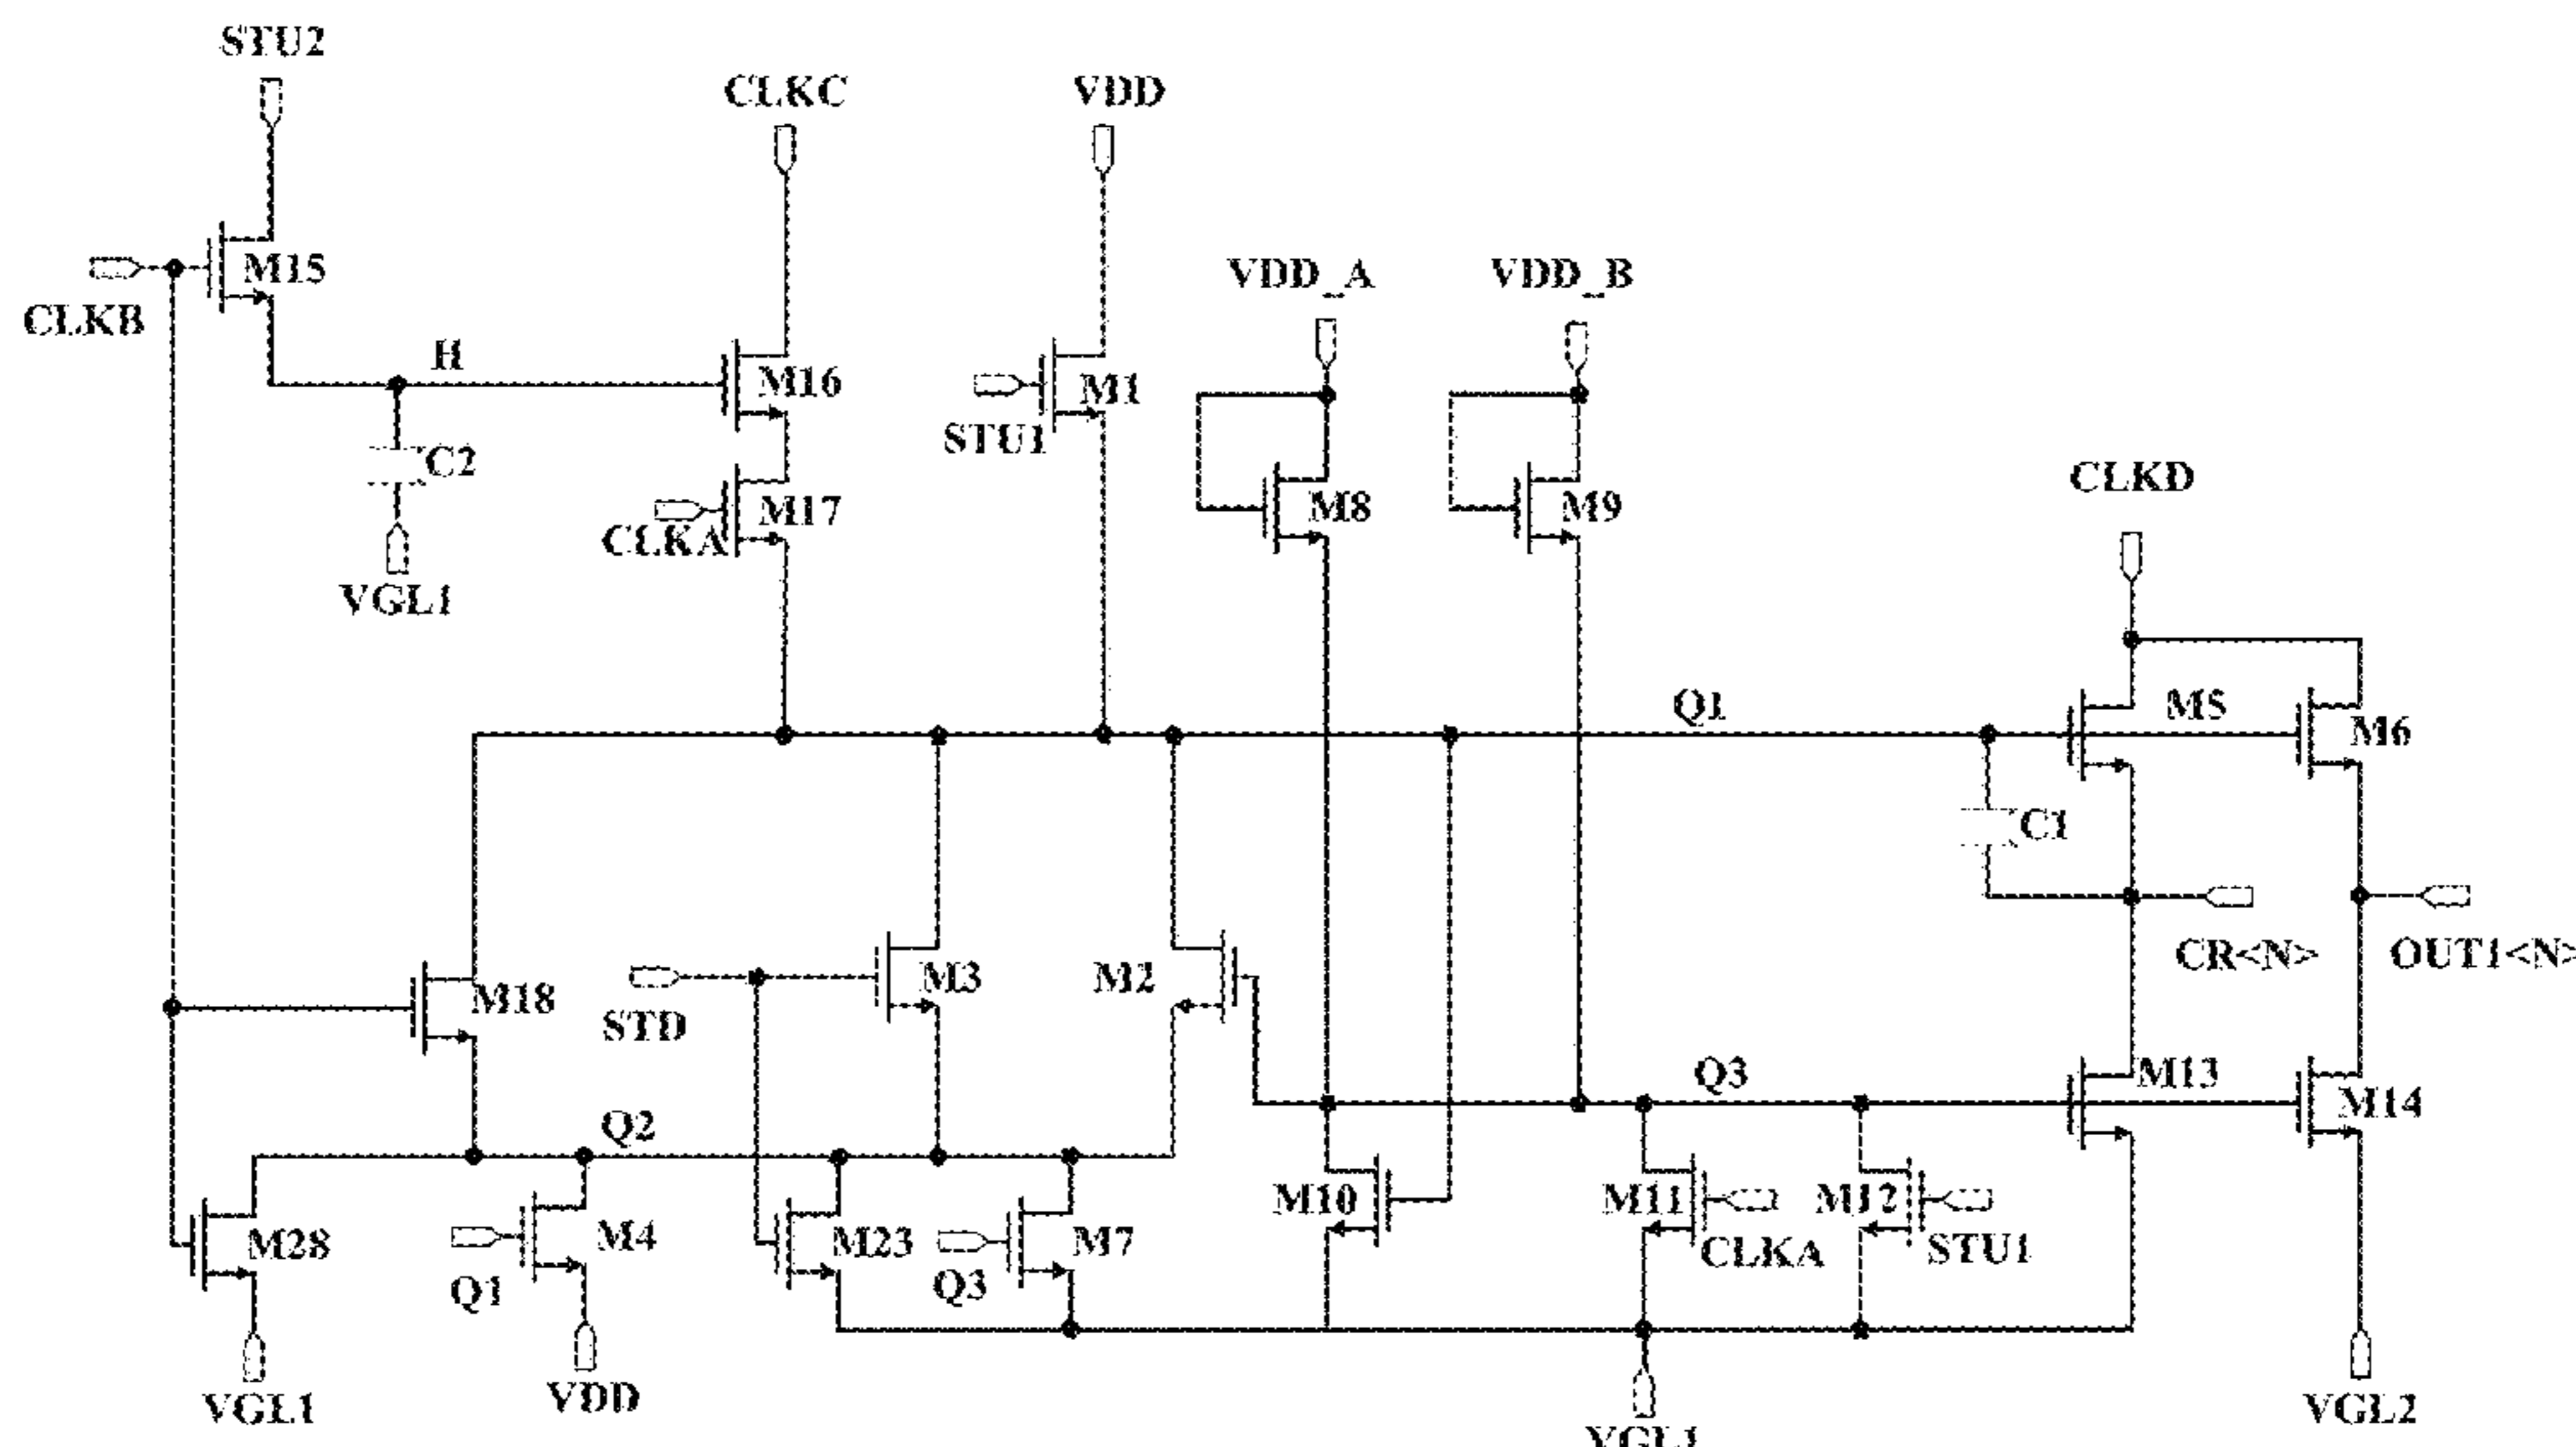 STU2
CLKC
VDD
M15
CLKB
VDD_A
VDD_B
H
M16
M1
STU1
C2
M17
CLKA
M8
M9
CLKD
VGL1
Q1
M5
M6
C1
CR<N>
OUT1<N>
M18
STD
M3
M2
Q3
M13
M14
Q2
M28
Q1
M4
M23
Q3
M7
M10
M11
CLKA
M12
STU1
VGL1
VDD
VGL1
VGL2